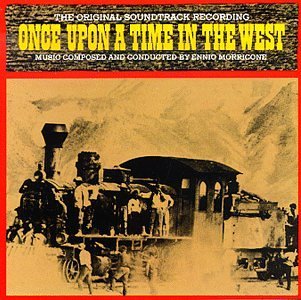 THE ORIGINAL SOUNDTRACK RECORDING
ONCE UPON A TIME IN THE WEST
MUSIC COMPOSED AND CONDUCTED BY ENNIO MORRICONE